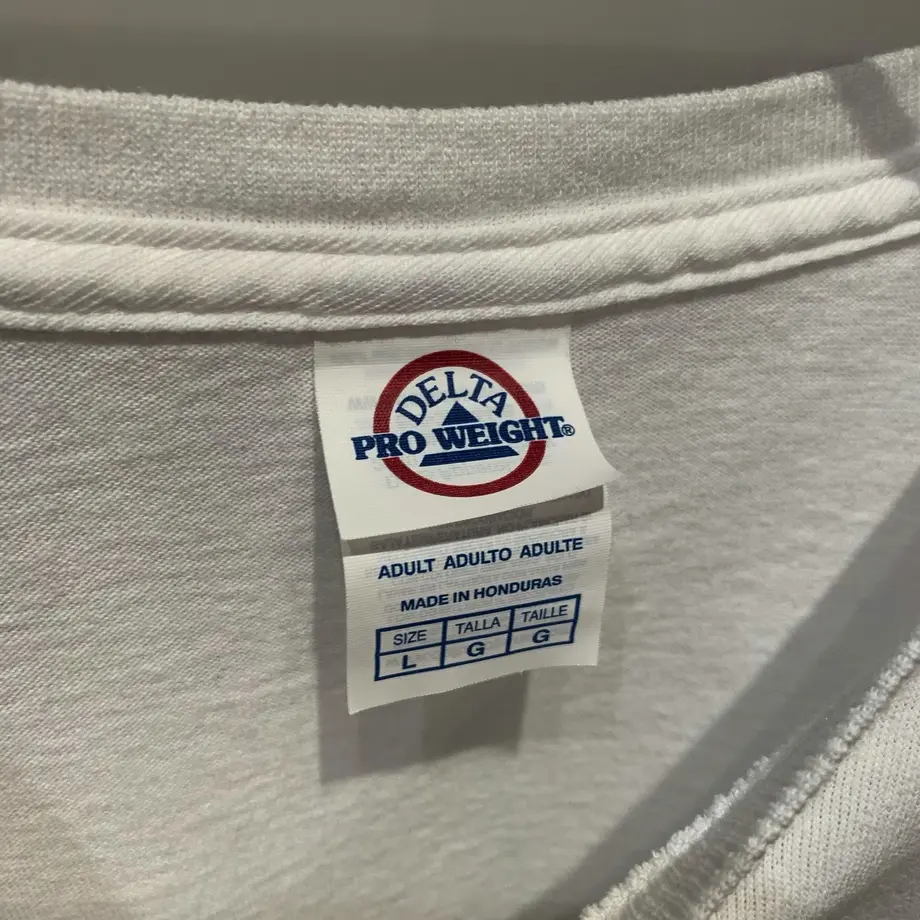 DELTA
PRO WEIGHT®
ADULT ADULTO ADULTE
MADE IN HONDURAS
SIZE TALLA TAILLE
L G G